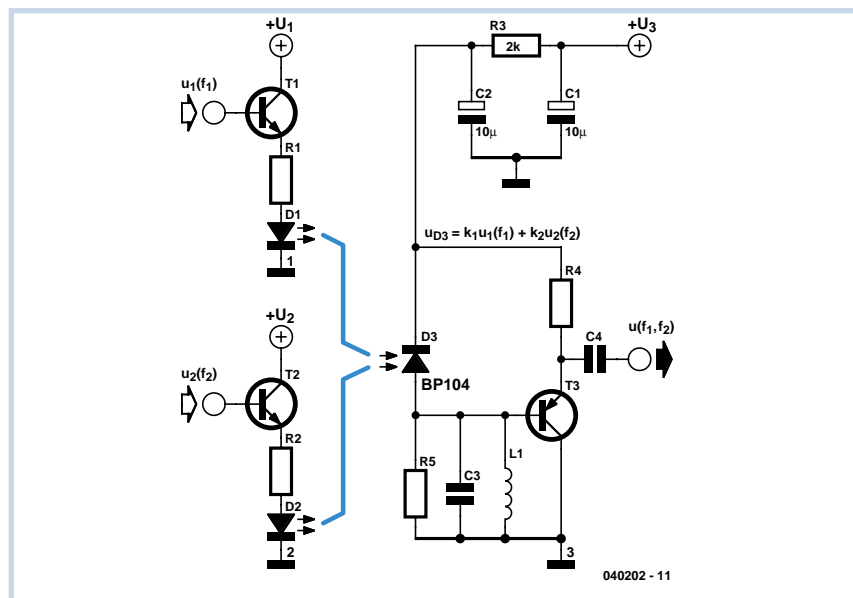 +U1
u1(f1)
T1
R1
D1
1
+U2
u2(f2)
T2
R2
D2
2
R3
2k
+U3
C2
10μ
C1
10μ
uD3 = k1u1(f1) + k2u2(f2)
R4
D3
BP104
C4
u(f1,f2)
T3
R5
C3
L1
3
040202 - 11